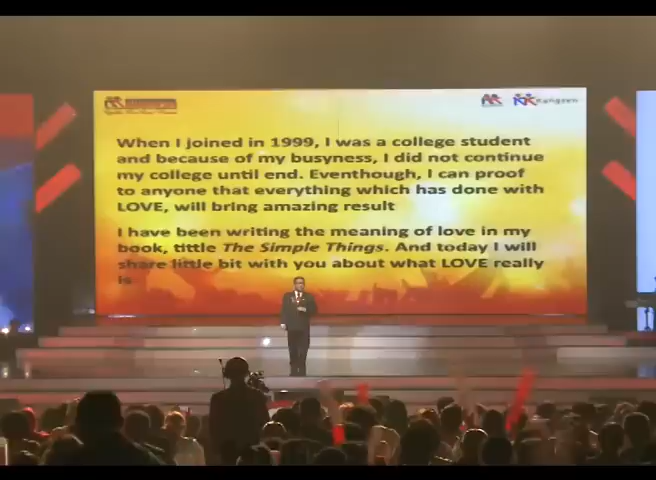 Kangzen
When I joined in 1999, I was a college student
and because of my busyness, I did not continue
my college until end. Eventhough, I can proof
to anyone that everything which has done with
LOVE, will bring amazing result
I have been writing the meaning of love in my
book, tittle The Simple Things. And today I will
share little bit with you about what LOVE really
is